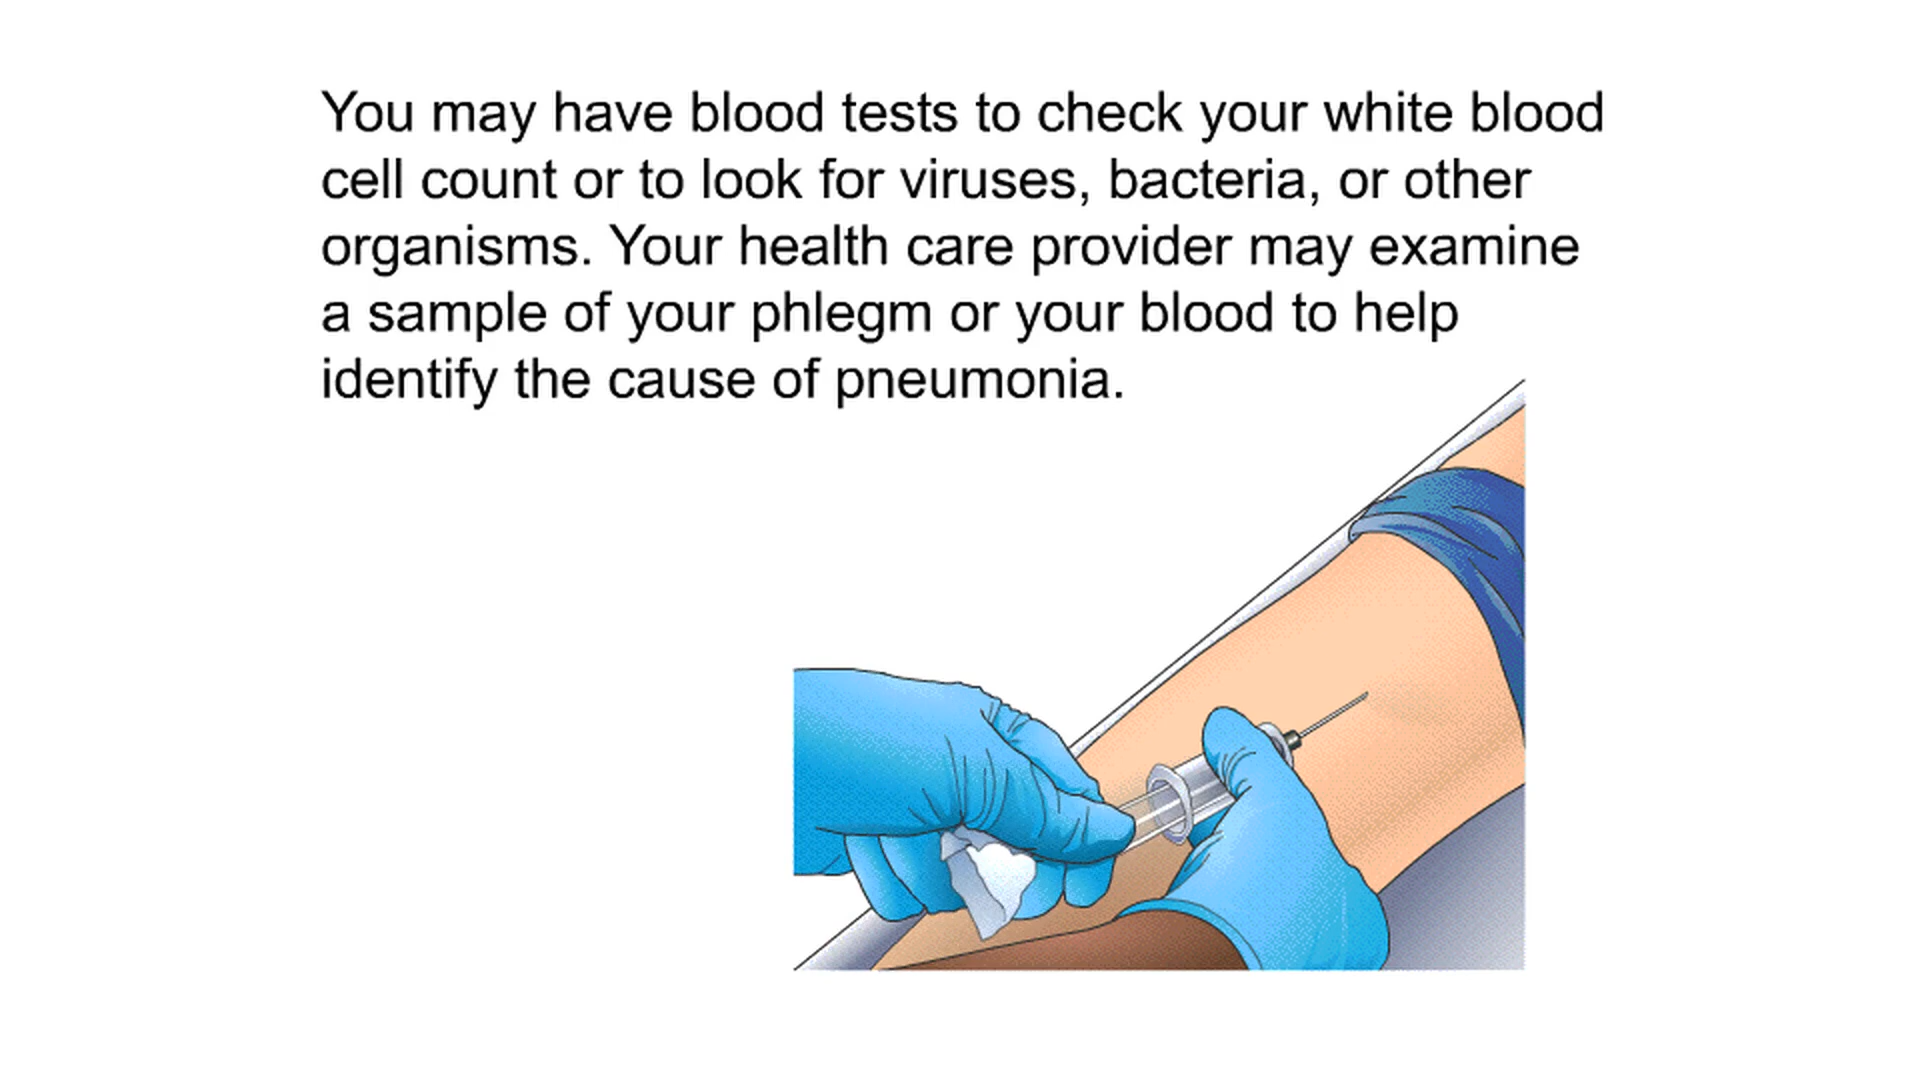 You may have blood tests to check your white blood
cell count or to look for viruses, bacteria, or other
organisms. Your health care provider may examine
a sample of your phlegm or your blood to help
identify the cause of pneumonia.